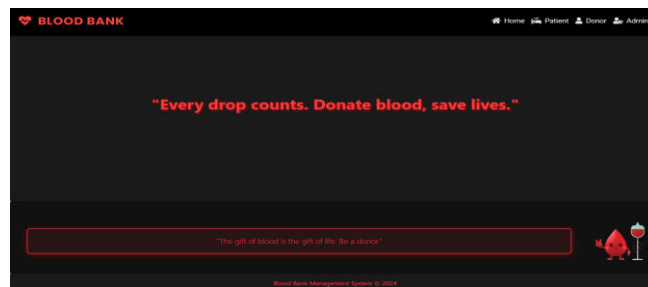 BLOOD BANK
Home Patient Donor Admin
"Every drop counts. Donate blood, save lives."
"The gift of blood is the gift of life. Be a donor."
Blood Bank Management System © 2024